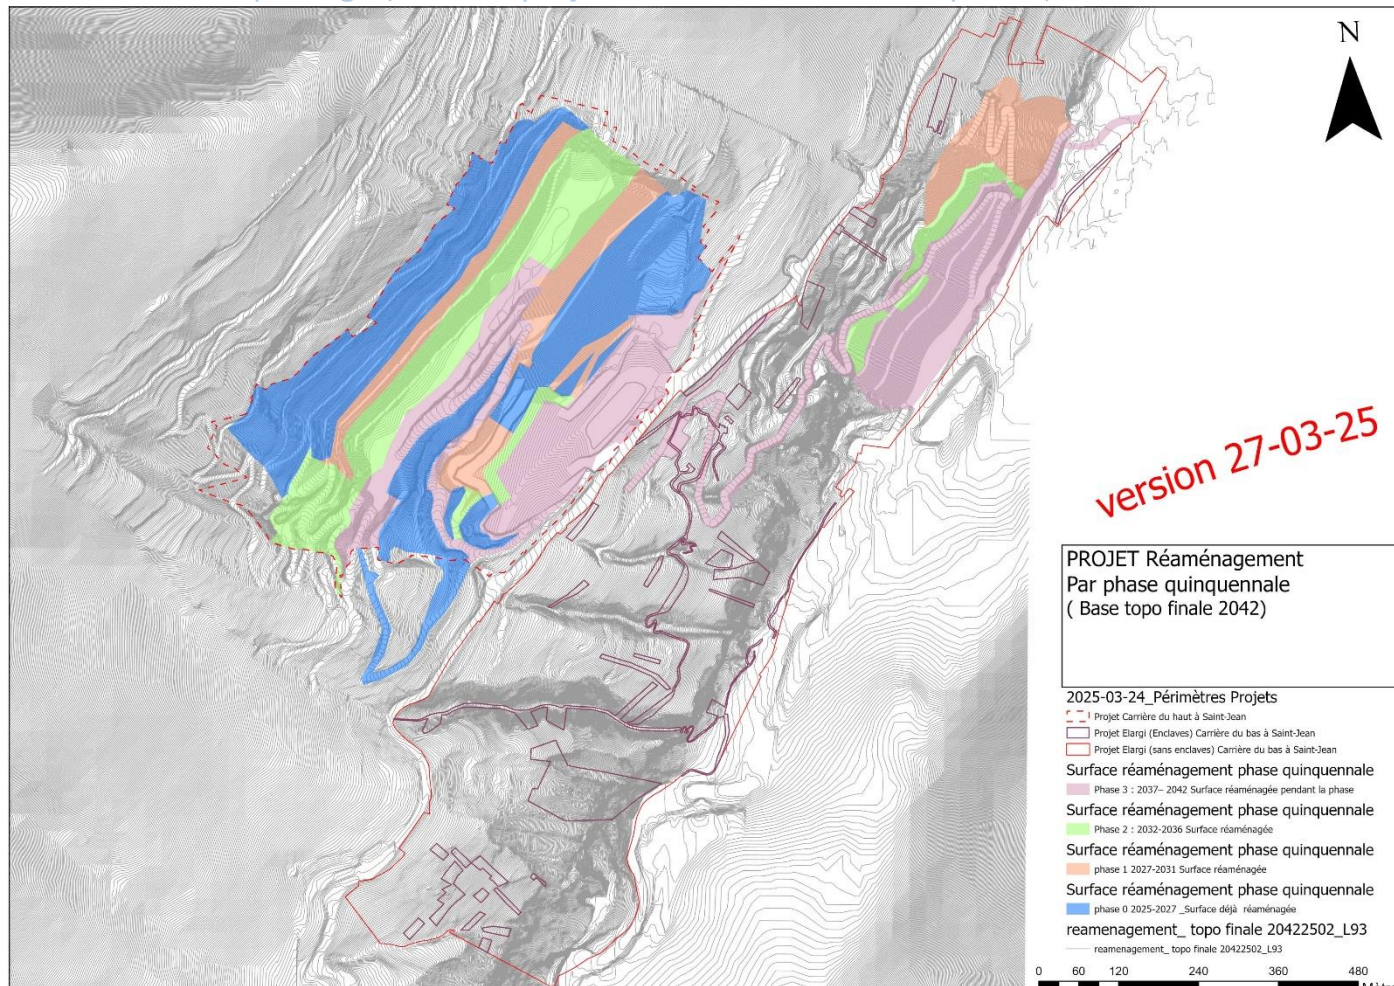 N
version 27-03-25
PROJET Réaménagement
Par phase quinquennale
( Base topo finale 2042)
2025-03-24_Périmètres Projets
Projet Carrière du haut à Saint-Jean
Projet Elargi (Enclaves) Carrière du bas à Saint-Jean
Projet Elargi (sans enclaves) Carrière du bas à Saint-Jean
Surface réaménagement phase quinquennale
Phase 3 : 2037– 2042 Surface réaménagée pendant la phase
Surface réaménagement phase quinquennale
Phase 2 : 2032-2036 Surface réaménagée
Surface réaménagement phase quinquennale
phase 1 2027-2031 Surface réaménagée
Surface réaménagement phase quinquennale
phase 0 2025-2027 _Surface déjà réaménagée
reamenagement_ topo finale 20422502_L93
reamenagement_ topo finale 20422502_L93
0 60 120 240 360 480